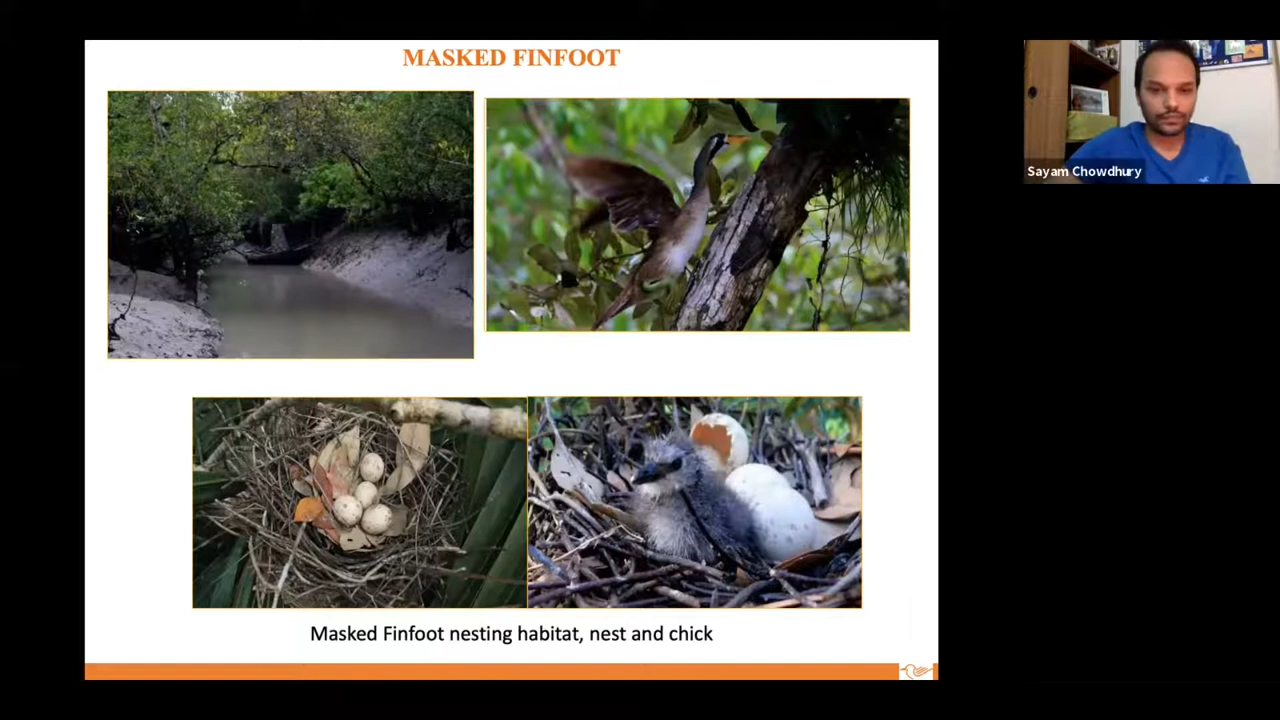 MASKED FINFOOT
Sayam Chowdhury
Masked Finfoot nesting habitat, nest and chick